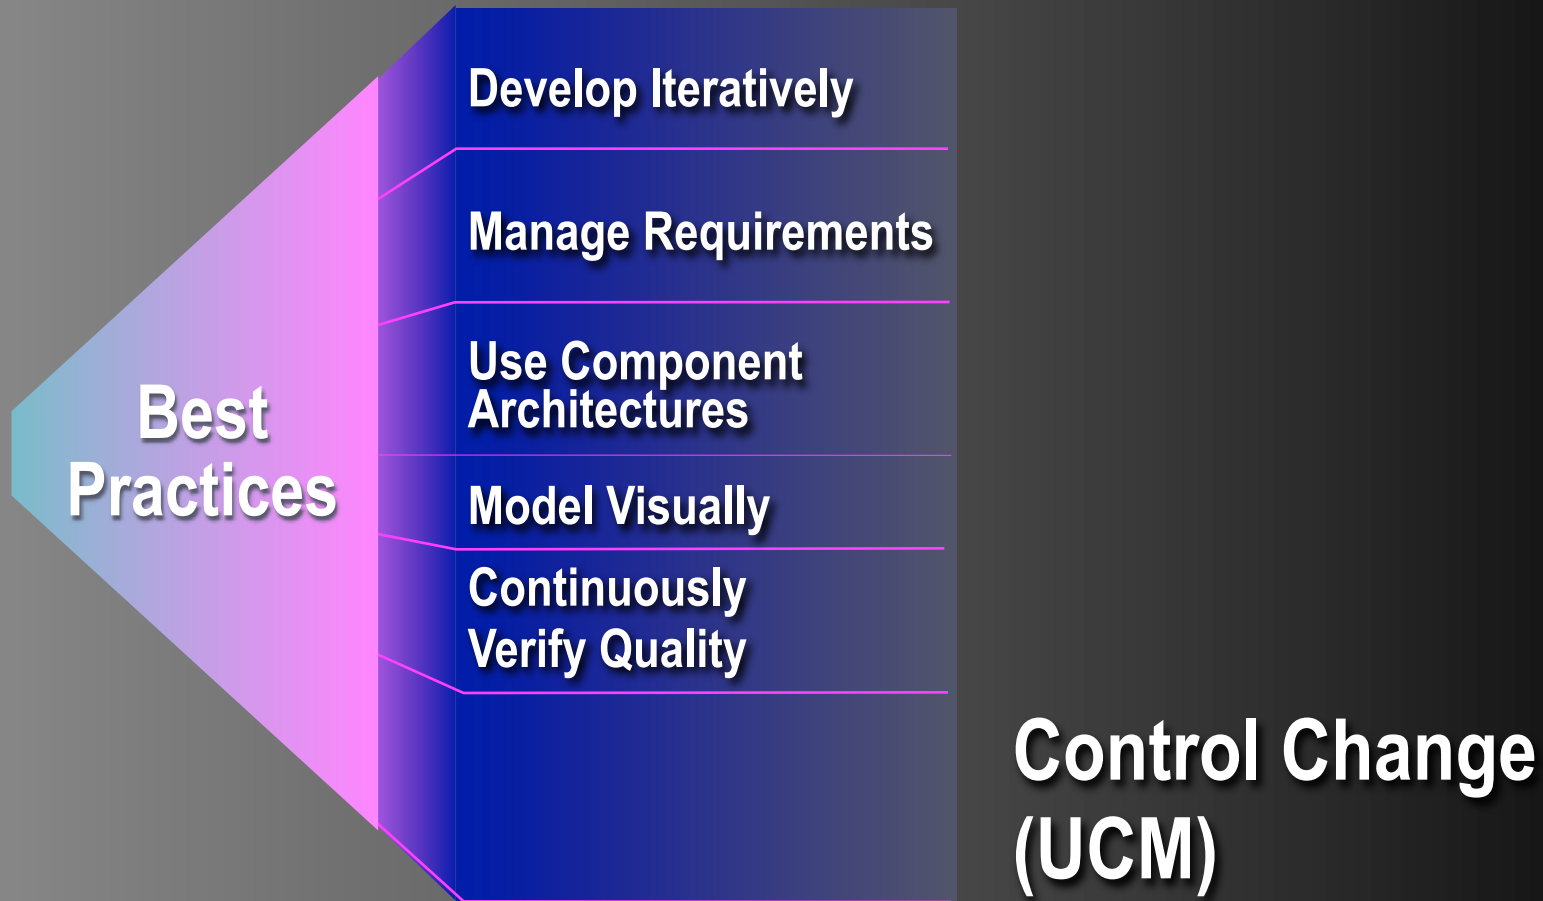 Best
Practices
Develop Iteratively
Manage Requirements
Use Component
Architectures
Model Visually
Continuously
Verify Quality
Control Change
(UCM)